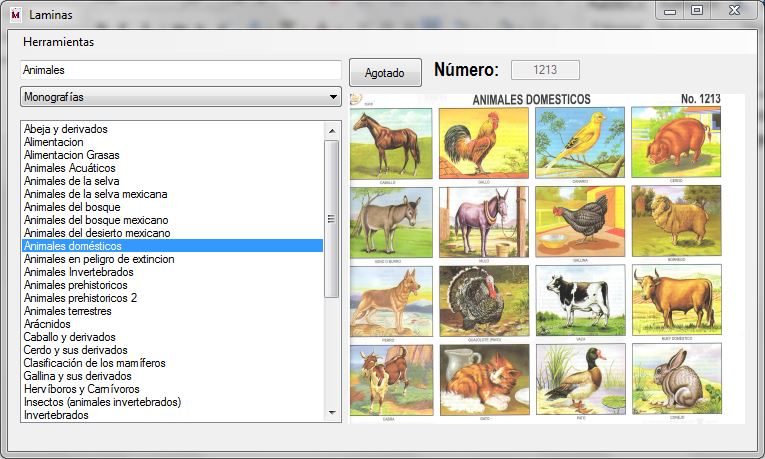 Laminas
Herramientas
Animales
Agotado
Número:
1213
Monografías
Abeja y derivados
Alimentacion
Alimentacion Grasas
Animales Acuáticos
Animales de la selva
Animales de la selva mexicana
Animales del bosque
Animales del bosque mexicano
Animales del desierto mexicano
Animales domésticos
Animales en peligro de extincion
Animales Invertebrados
Animales prehistoricos
Animales prehistoricos 2
Animales terrestres
Arácnidos
Caballo y derivados
Cerdo y sus derivados
Clasificación de los mamíferos
Gallina y sus derivados
Hervíboros y Carnívoros
Insectos (animales invertebrados)
Invertebrados
ANIMALES DOMESTICOS
No. 1213
CABALLO
GALLO
CANARIO
CERDO
ASNO O BURRO
MULO
GALLINA
BORREGO
PERRO
GUAJOLOTE (PAVO)
VACA
BUEY DOMESTICO
CABRA
GATO
PATO
CONEJO